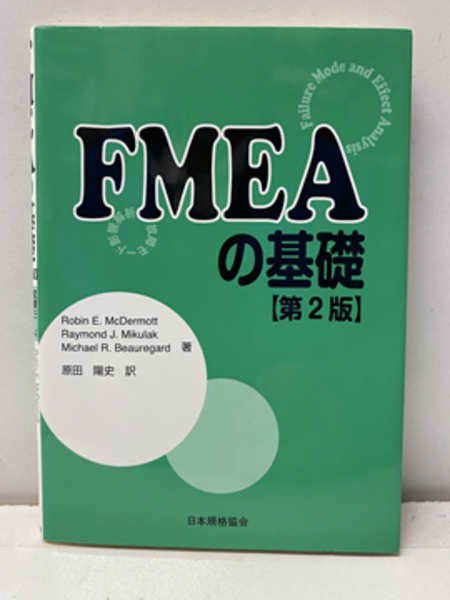 Failure Mode and Effect Analysis
FMEA
故障モード影響解析
の基礎
【第2版】
Robin E. McDermott
Raymond J. Mikulak
Michael R. Beauregard 著
原田 陽史 訳
日本規格協会